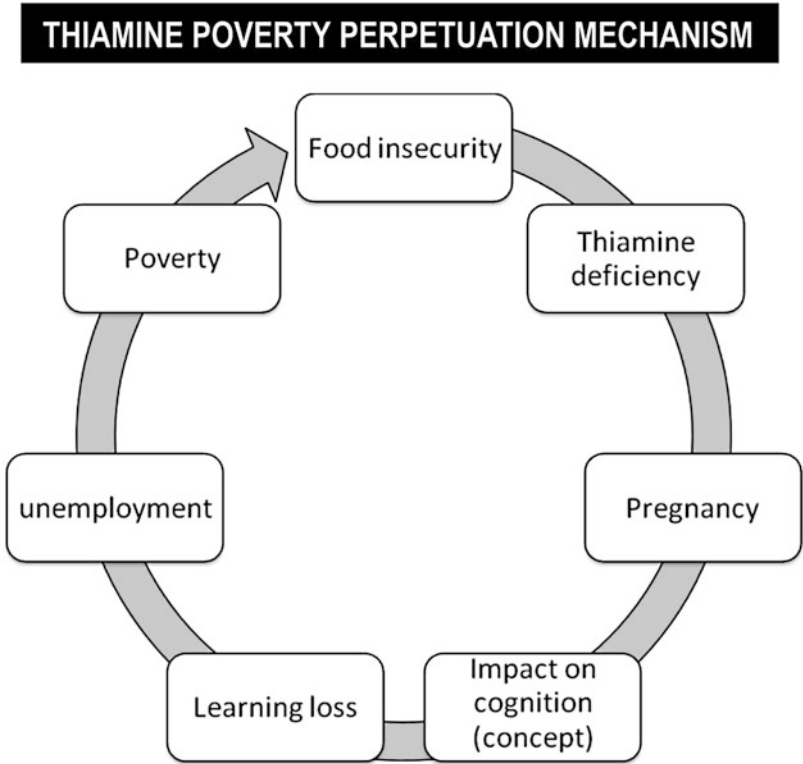 THIAMINE POVERTY PERPETUATION MECHANISM
Food insecurity
Thiamine
deficiency
Pregnancy
Impact on
cognition
(concept)
Learning loss
unemployment
Poverty